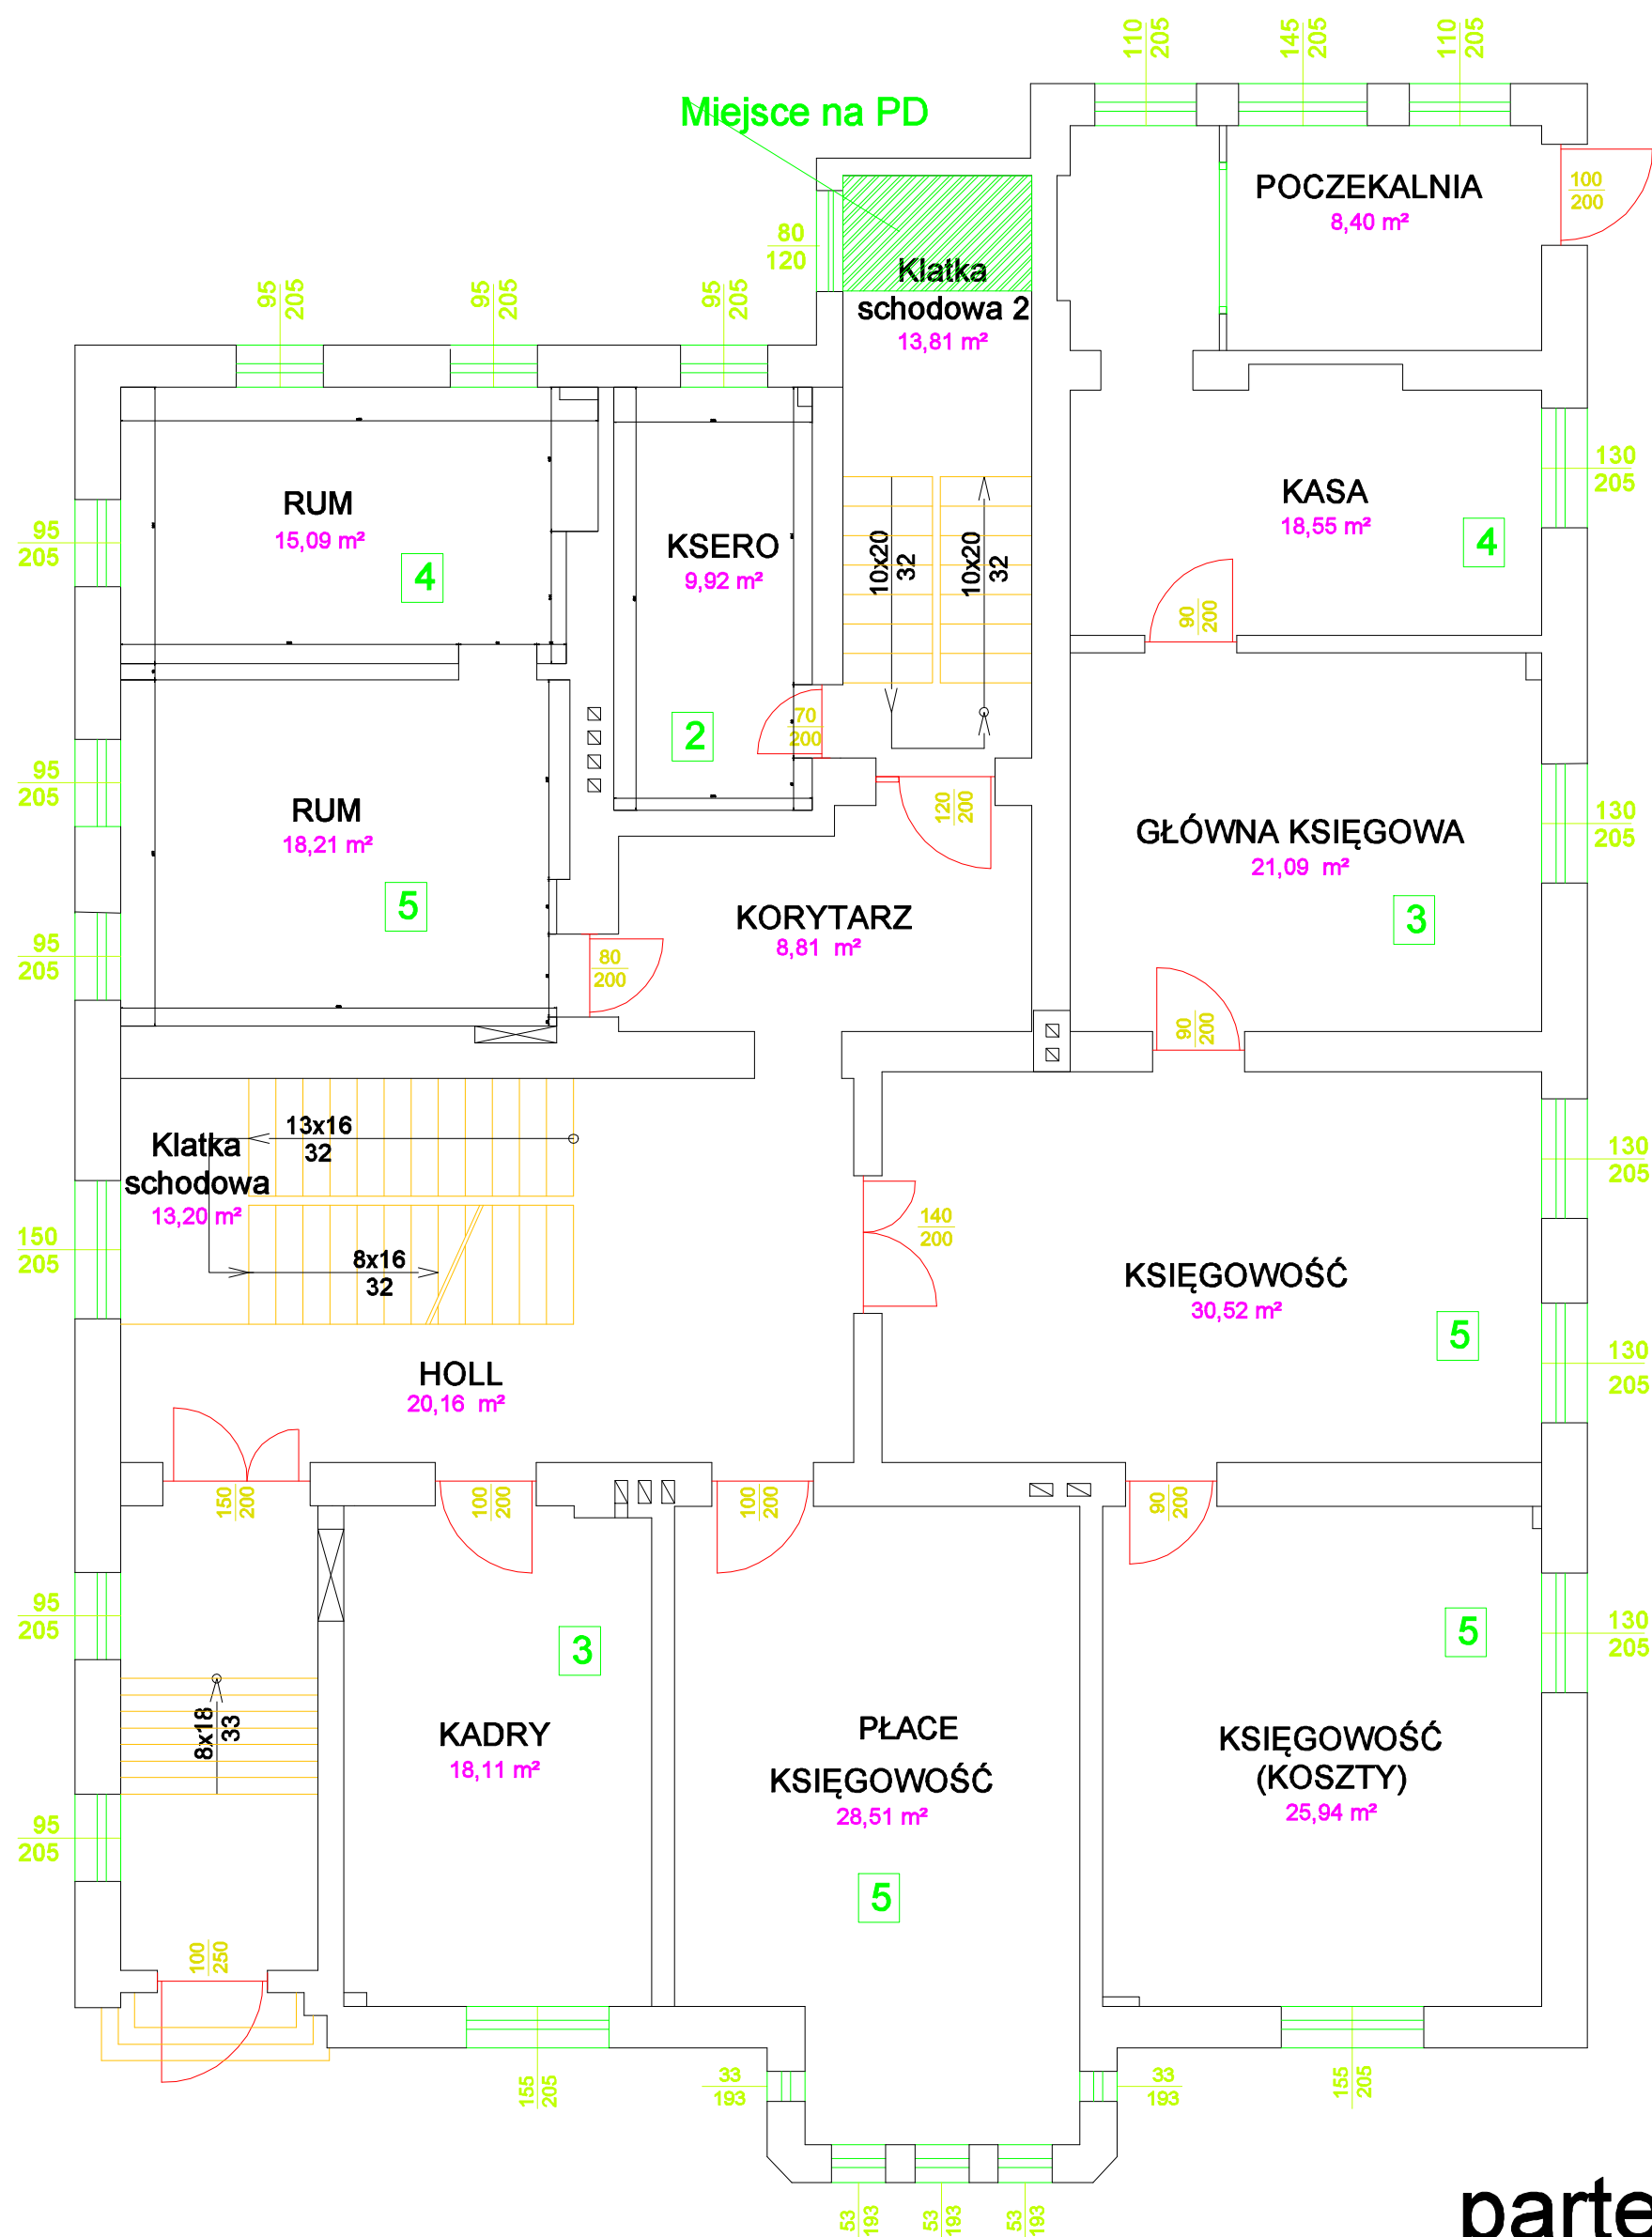 110
205
145
205
110
205
Miejsce na PD
POCZEKALNIA
8,40 m²
100
200
80
120
Klatka
schodowa 2
13,81 m²
95
205
95
205
95
205
RUM
15,09 m²
4
95
205
KSERO
9,92 m²
2
70
200
10x20
32
10x20
32
KASA
18,55 m²
4
130
205
90
200
RUM
18,21 m²
5
95
205
95
205
120
200
GŁÓWNA KSIĘGOWA
21,09 m²
3
130
205
KORYTARZ
8,81 m²
80
200
90
200
Klatka
schodowa
13,20 m²
13x16
32
8x16
32
150
205
140
200
KSIĘGOWOŚĆ
30,52 m²
5
130
205
130
205
HOLL
20,16 m²
150
200
100
200
100
200
90
200
95
205
8x18
33
95
205
100
250
KADRY
18,11 m²
3
PŁACE
KSIĘGOWOŚĆ
28,51 m²
5
KSIĘGOWOŚĆ
(KOSZTY)
25,94 m²
5
130
205
155
205
33
193
33
193
155
205
53
193
53
193
53
193
parte